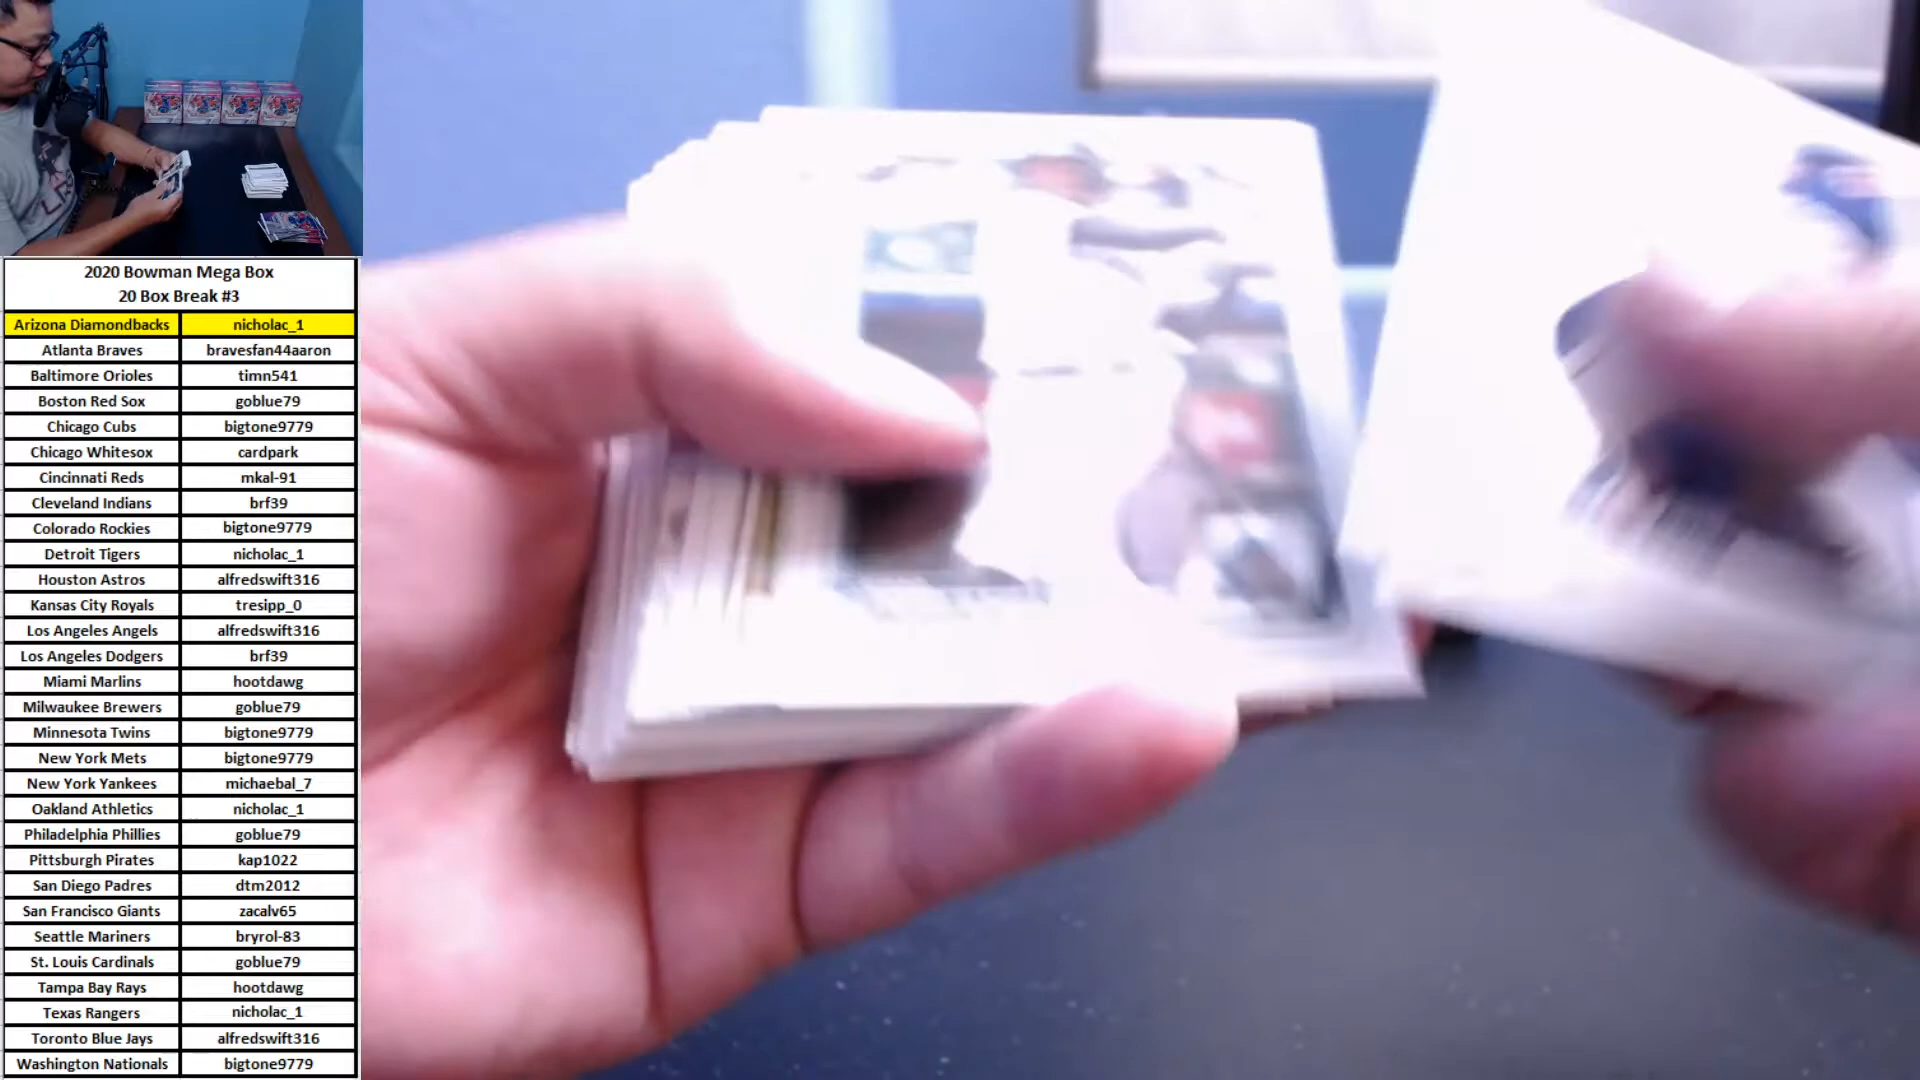 2020 Bowman Mega Box
20 Box Break #3
Arizona Diamondbacks nicholac_1
Atlanta Braves bravesfan44aaron
Baltimore Orioles timn541
Boston Red Sox goblue79
Chicago Cubs bigtone9779
Chicago Whitesox cardpark
Cincinnati Reds mkal-91
Cleveland Indians brf39
Colorado Rockies bigtone9779
Detroit Tigers nicholac_1
Houston Astros alfredswift316
Kansas City Royals tresipp_0
Los Angeles Angels alfredswift316
Los Angeles Dodgers brf39
Miami Marlins hootdawg
Milwaukee Brewers goblue79
Minnesota Twins bigtone9779
New York Mets bigtone9779
New York Yankees michaebal_7
Oakland Athletics nicholac_1
Philadelphia Phillies goblue79
Pittsburgh Pirates kap1022
San Diego Padres dtm2012
San Francisco Giants zacalv65
Seattle Mariners bryrol-83
St. Louis Cardinals goblue79
Tampa Bay Rays hootdawg
Texas Rangers nicholac_1
Toronto Blue Jays alfredswift316
Washington Nationals bigtone9779